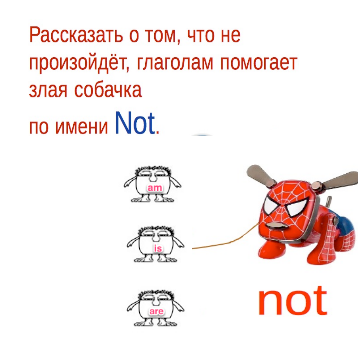 Рассказать о том, что не
произойдёт, глаголам помогает
злая собачка
по имени Not.
am
is
are
not